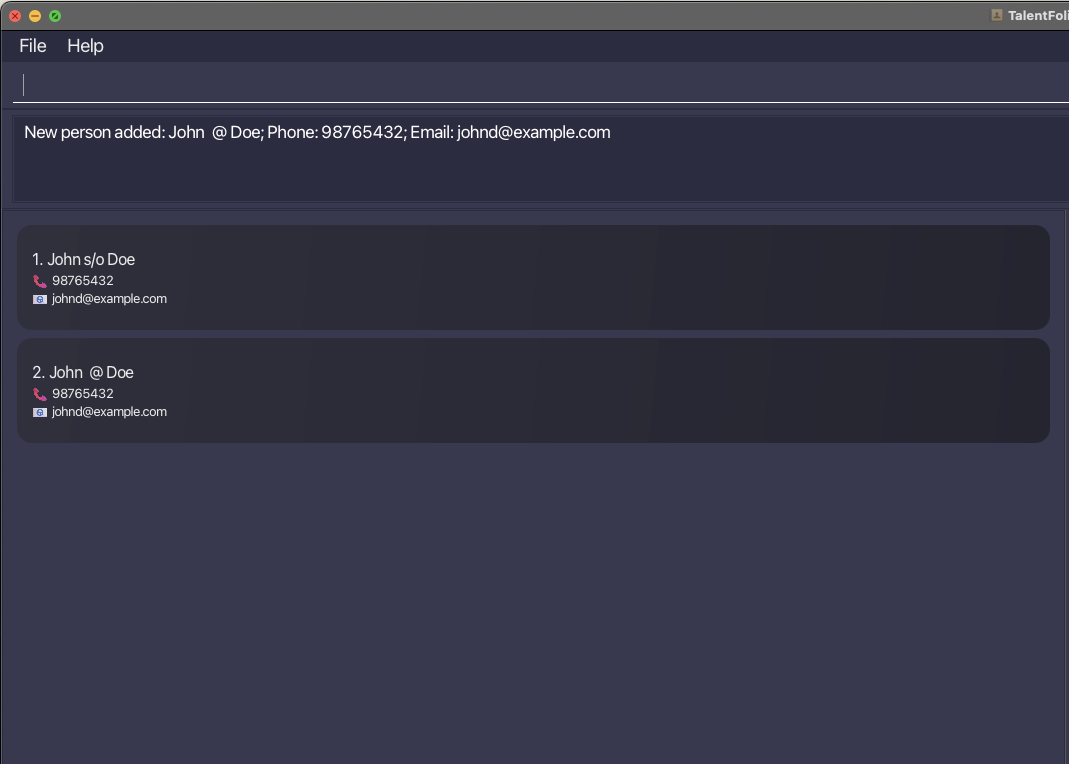 TalentFoli
File Help
New person added: John  @ Doe; Phone: 98765432; Email: johnd@example.com
1. John s/o Doe
98765432
johnd@example.com
2. John  @ Doe
98765432
johnd@example.com